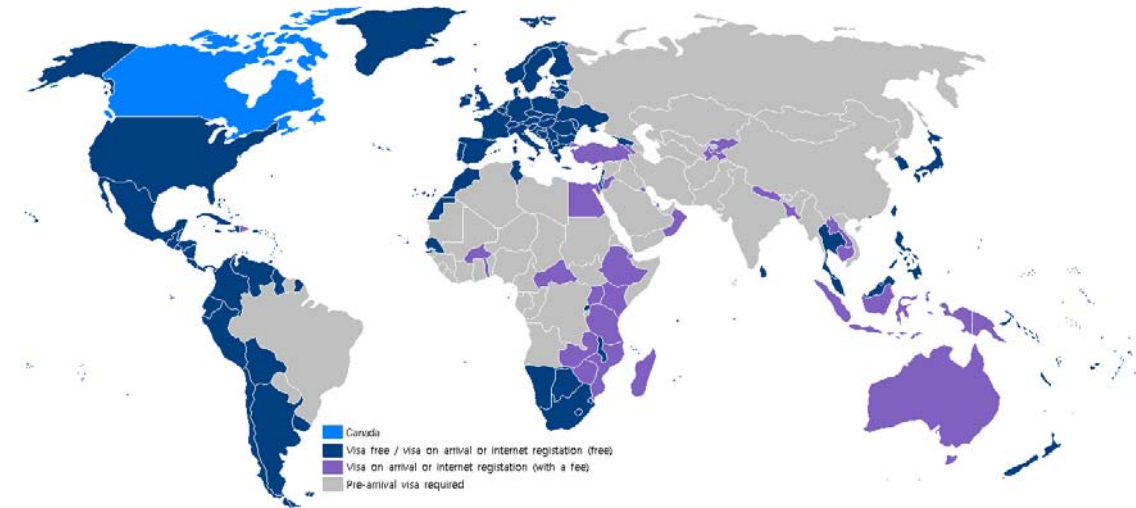 Canada
Visa free / visa on arrival or internet registation (free)
Visa on arrival or internet registation (with a fee)
Pre-arrival visa required